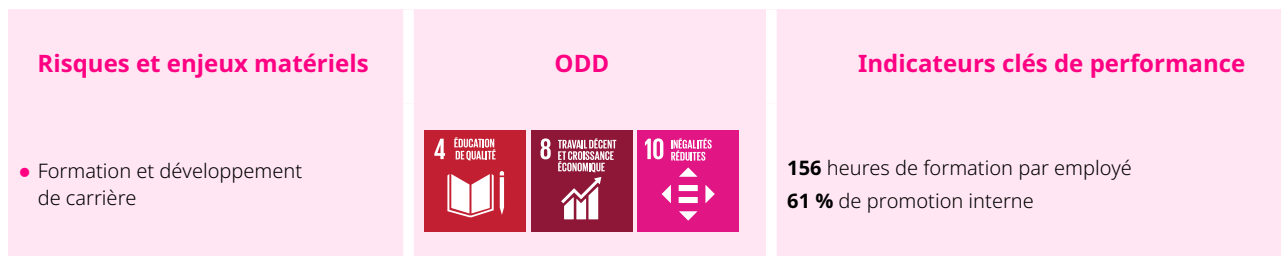 Risques et enjeux matériels
ODD
Indicateurs clés de performance
• Formation et développement
de carrière
4 ÉDUCATION
DE QUALITÉ
8 TRAVAIL DÉCENT
ET CROISSANCE
ÉCONOMIQUE
10 INÉGALITÉS
RÉDUITES
156 heures de formation par employé
61 % de promotion interne